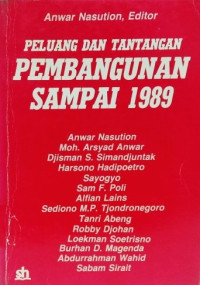 Anwar Nasution, Editor
PELUANG DAN TANTANGAN
PEMBANGUNAN
SAMPAI 1989
Anwar Nasution
Moh. Arsyad Anwar
Djisman S. Simandjuntak
Harsono Hadipoetro
Sayogyo
Sam F. Poli
Alfian Lains
Sediono M.P. Tjondronegoro
Tanri Abeng
Robby Djohan
Loekman Soetrisno
Burhan D. Magenda
Abdurrahman Wahid
Sabam Sirait
sh